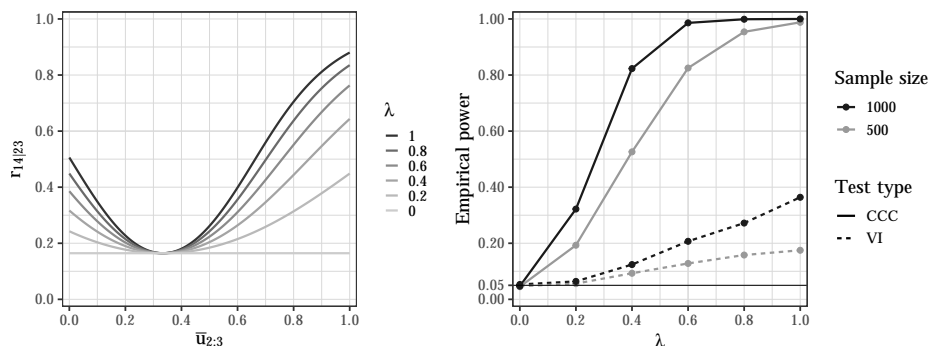 1.0
0.8
0.6
0.4
0.2
0.0
r14|23
0.0 0.2 0.4 0.6 0.8 1.0
u̅2:3
λ
1
0.8
0.6
0.4
0.2
0
1.00
0.80
0.60
0.40
0.20
0.05
0.00
Empirical power
0.0 0.2 0.4 0.6 0.8 1.0
λ
Sample size
1000
500
Test type
CCC
VI